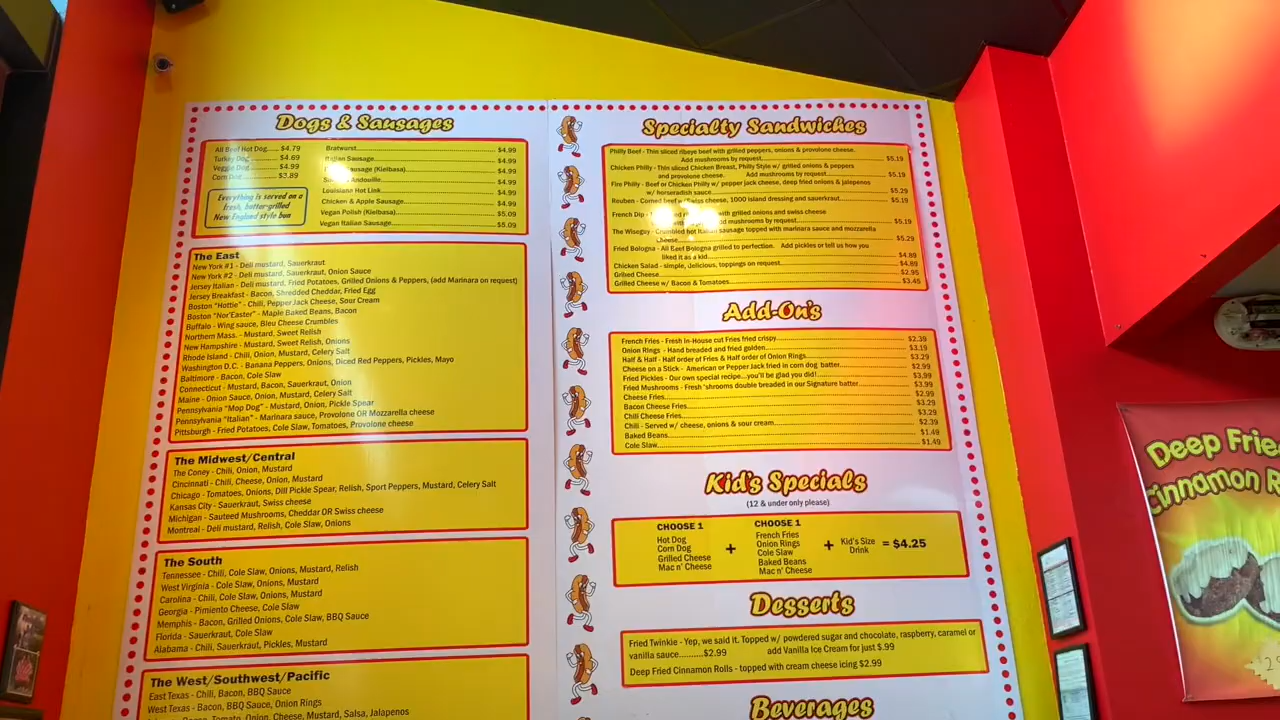 Dogs & Sausages
All Beef Hot Dog.....$4.79
Turkey Dog.....$4.69
Veggie Dog.....$4.99
Corn Dog.....$3.89
Everything is served on a
fresh, butter-grilled
New England style bun
Bratwurst.....$4.99
Italian Sausage.....$4.99
Sausage (Kielbasa).....$4.99
Andouille.....$4.99
Louisiana Hot Link.....$4.99
Chicken & Apple Sausage.....$4.99
Vegan Polish (Kielbasa).....$5.09
Vegan Italian Sausage.....$5.09
The East
New York #1 - Deli mustard, Sauerkraut
New York #2 - Deli mustard, Sauerkraut, Onion Sauce
Jersey Italian - Deli mustard, Fried Potatoes, Grilled Onions & Peppers, (add Marinara on request)
Jersey Breakfast - Bacon, Shredded Cheddar, Fried Egg
Boston "Hottie" - Chili, PepperJack Cheese, Sour Cream
Boston "Nor'Easter" - Maple Baked Beans, Bacon
Buffalo - Wing sauce, Bleu Cheese Crumbles
Northern Mass. - Mustard, Sweet Relish
New Hampshire - Mustard, Sweet Relish, Onions
Rhode Island - Chili, Onion, Mustard, Celery Salt
Washington D.C. - Banana Peppers, Onions, Diced Red Peppers, Pickles, Mayo
Baltimore - Bacon, Cole Slaw
Connecticut - Mustard, Bacon, Sauerkraut, Onion
Maine - Onion Sauce, Onion, Mustard, Celery Salt
Pennsylvania "Mop Dog" - Mustard, Onion, Pickle Spear
Pennsylvania "Italian" - Marinara sauce, Provolone OR Mozzarella cheese
Pittsburgh - Fried Potatoes, Cole Slaw, Tomatoes, Provolone cheese
The Midwest/Central
The Coney - Chili, Onion, Mustard
Cincinnati - Chili, Cheese, Onion, Mustard
Chicago - Tomatoes, Onions, Dill Pickle Spear, Relish, Sport Peppers, Mustard, Celery Salt
Kansas City - Sauerkraut, Swiss cheese
Michigan - Sauteed Mushrooms, Cheddar OR Swiss cheese
Montreal - Deli mustard, Relish, Cole Slaw, Onions
The South
Tennessee - Chili, Cole Slaw, Onions, Mustard, Relish
West Virginia - Cole Slaw, Onions, Mustard
Carolina - Chili, Cole Slaw, Onions, Mustard
Georgia - Pimiento Cheese, Cole Slaw
Memphis - Bacon, Grilled Onions, Cole Slaw, BBQ Sauce
Florida - Sauerkraut, Cole Slaw
Alabama - Chili, Sauerkraut, Pickles, Mustard
The West/Southwest/Pacific
East Texas - Chili, Bacon, BBQ Sauce
West Texas - Bacon, BBQ Sauce, Onion Rings
Bacon, Tomato, Onion, Cheese, Mustard, Salsa, Jalapenos
Specialty Sandwiches
Philly Beef - Thin sliced ribeye beef with grilled peppers, onions & provolone cheese.
Add mushrooms by request.....$5.19
Chicken Philly - Thin sliced Chicken Breast, Philly Style w/ grilled onions & peppers
and provolone cheese. Add mushrooms by request.....$5.19
Fire Philly - Beef or Chicken Philly w/ pepper jack cheese, deep fried onions & jalapenos
w/ horseradish sauce.....$5.29
Reuben - Corned beef w/Swiss cheese, 1000 island dressing and sauerkraut.....$5.19
French Dip - with grilled onions and swiss cheese
add mushrooms by request.....$5.19
The Wiseguy - Crumbled hot Italian sausage topped with marinara sauce and mozzarella
cheese.....$5.29
Fried Bologna - All Beef Bologna grilled to perfection. Add pickles or tell us how you
liked it as a kid.....$4.89
Chicken Salad - simple, delicious, toppings on request.....$4.89
Grilled Cheese.....$2.95
Grilled Cheese w/ Bacon & Tomatoes.....$3.45
Add-On's
French Fries - Fresh In-House cut Fries fried crispy.....$2.39
Onion Rings - Hand breaded and fried golden.....$3.19
Half & Half - Half order of Fries & Half order of Onion Rings.....$3.29
Cheese on a Stick - American or Pepper Jack fried in corn dog batter.....$2.99
Fried Pickles - Our own special recipe...you'll be glad you did!.....$3.99
Fried Mushrooms - Fresh 'shrooms double breaded in our Signature batter.....$3.99
Cheese Fries.....$2.99
Bacon Cheese Fries.....$3.29
Chili Cheese Fries.....$3.29
Chili - Served w/ cheese, onions & sour cream.....$2.39
Baked Beans.....$1.49
Cole Slaw.....$1.49
Kid's Specials
(12 & under only please)
CHOOSE 1
Hot Dog
Corn Dog
Grilled Cheese
Mac n' Cheese
+
CHOOSE 1
French Fries
Onion Rings
Cole Slaw
Baked Beans
Mac n' Cheese
+ Kid's Size
Drink
= $4.25
Desserts
Fried Twinkie - Yep, we said it. Topped w/ powdered sugar and chocolate, raspberry, caramel or
vanilla sauce..........$2.99 add Vanilla Ice Cream for just $.99
Deep Fried Cinnamon Rolls - topped with cream cheese icing $2.99
Beverages
Deep Frie
Cinnamon R